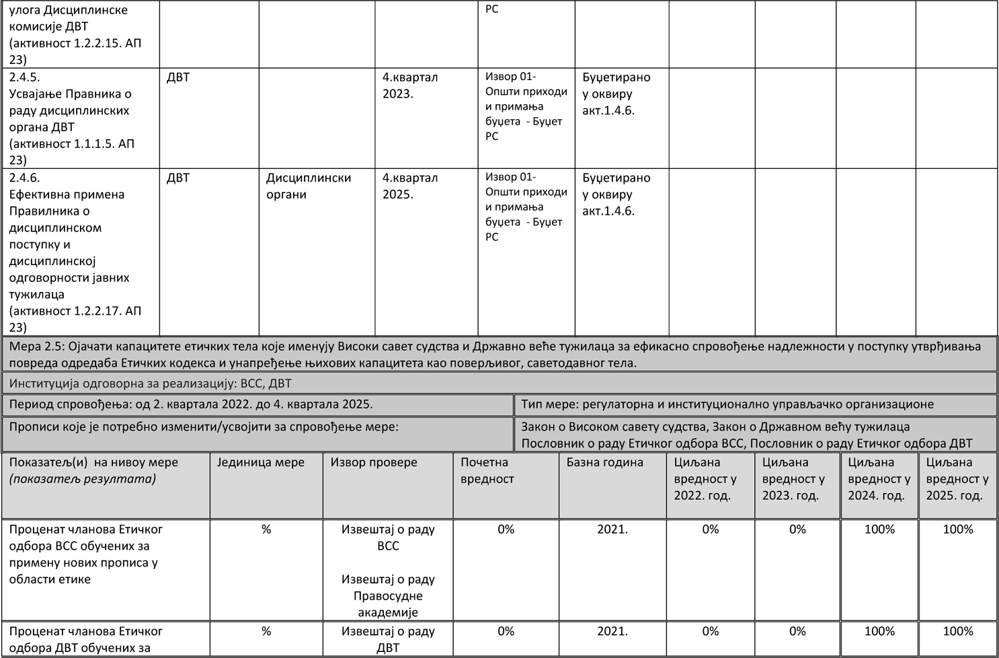 улога Дисциплинске
комисије ДВТ
(активност 1.2.2.15. АП
23)
РС
2.4.5.
Усвајање Правника о
раду дисциплинских
органа ДВТ
(активност 1.1.1.5. АП
23)
ДВТ
4.квартал
2023.
Извор 01-
Општи приходи
и примања
буџета - Буџет
РС
Буџетирано
у оквиру
акт.1.4.6.
2.4.6.
Ефективна примена
Правилника о
дисциплинском
поступку и
дисциплинској
одговорности јавних
тужилаца
(активност 1.2.2.17. АП
23)
ДВТ
Дисциплински
органи
4.квартал
2025.
Извор 01-
Општи приходи
и примања
буџета - Буџет
РС
Буџетирано
у оквиру
акт.1.4.6.
Мера 2.5: Ојачати капацитете етичких тела које именују Високи савет судства и Државно веће тужилаца за ефикасно спровођење надлежности у поступку утврђивања
повреда одредаба Етичких кодекса и унапређење њихових капацитета као поверљивог, саветодавног тела.
Институција одговорна за реализацију: ВСС, ДВТ
Период спровођења: од 2. квартала 2022. до 4. квартала 2025.
Тип мере: регулаторна и институционално управљачко организационе
Прописи које је потребно изменити/усвојити за спровођење мере:
Закон о Високом савету судства, Закон о Државном већу тужилаца
Пословник о раду Етичког одбора ВСС, Пословник о раду Етичког одбора ДВТ
Показатељ(и) на нивоу мере
(показатељ резултата)
Јединица мере
Извор провере
Почетна
вредност
Базна година
Циљана
вредност у
2022. год.
Циљана
вредност у
2023. год.
Циљана
вредност у
2024. год.
Циљана
вредност у
2025. год.
Проценат чланова Етичког
одбора ВСС обучених за
примену нових прописа у
области етике
%
Извештај о раду
ВСС
Извештај о раду
Правосудне
академије
0%
2021.
0%
0%
100%
100%
Проценат чланова Етичког
одбора ДВТ обучених за
%
Извештај о раду
ДВТ
0%
2021.
0%
0%
100%
100%